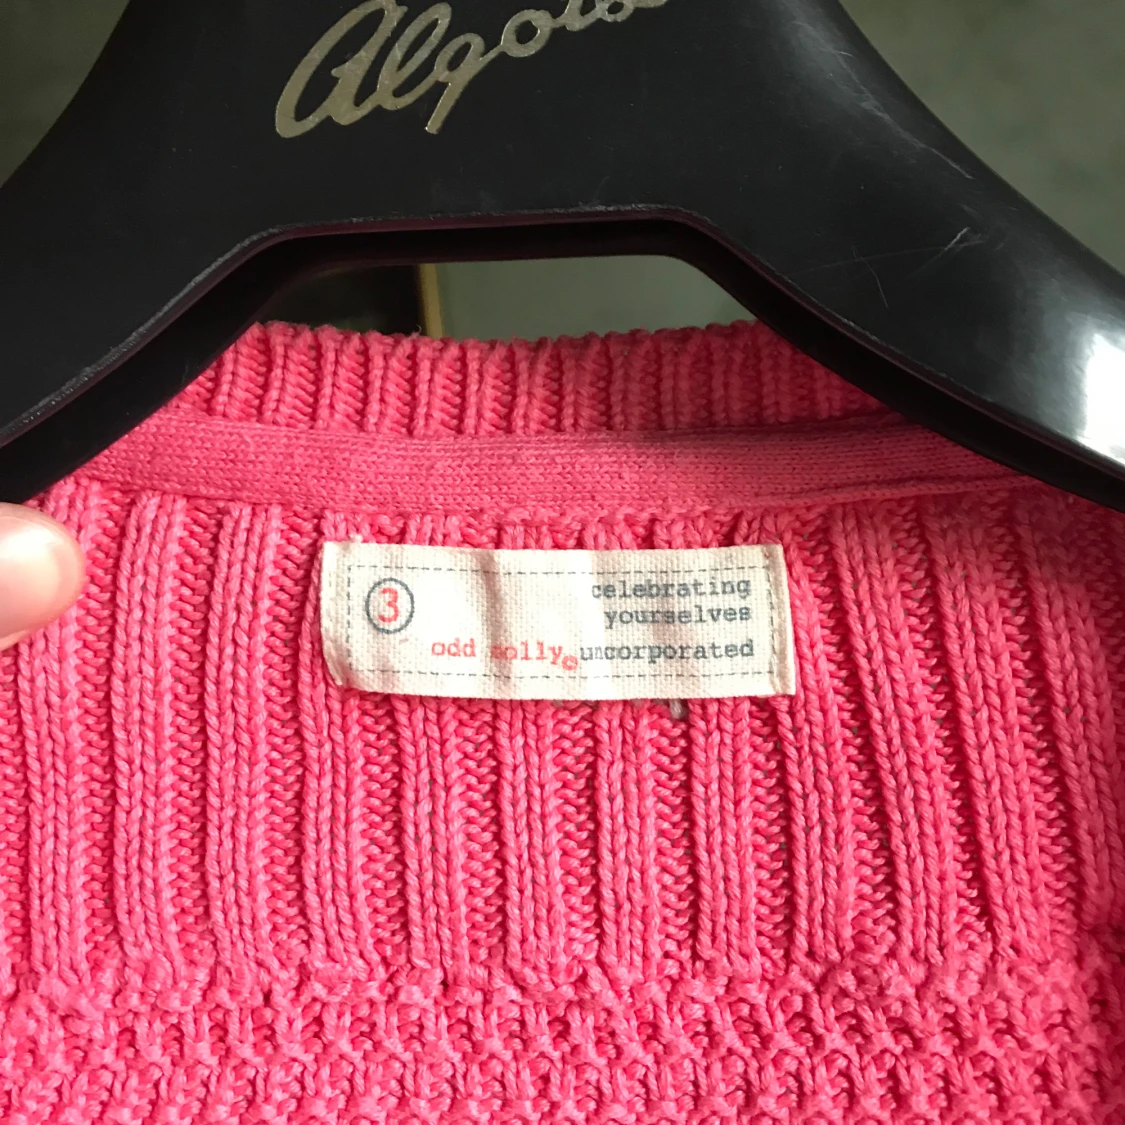 3
celebrating
yourselves
odd molly® uncorporated